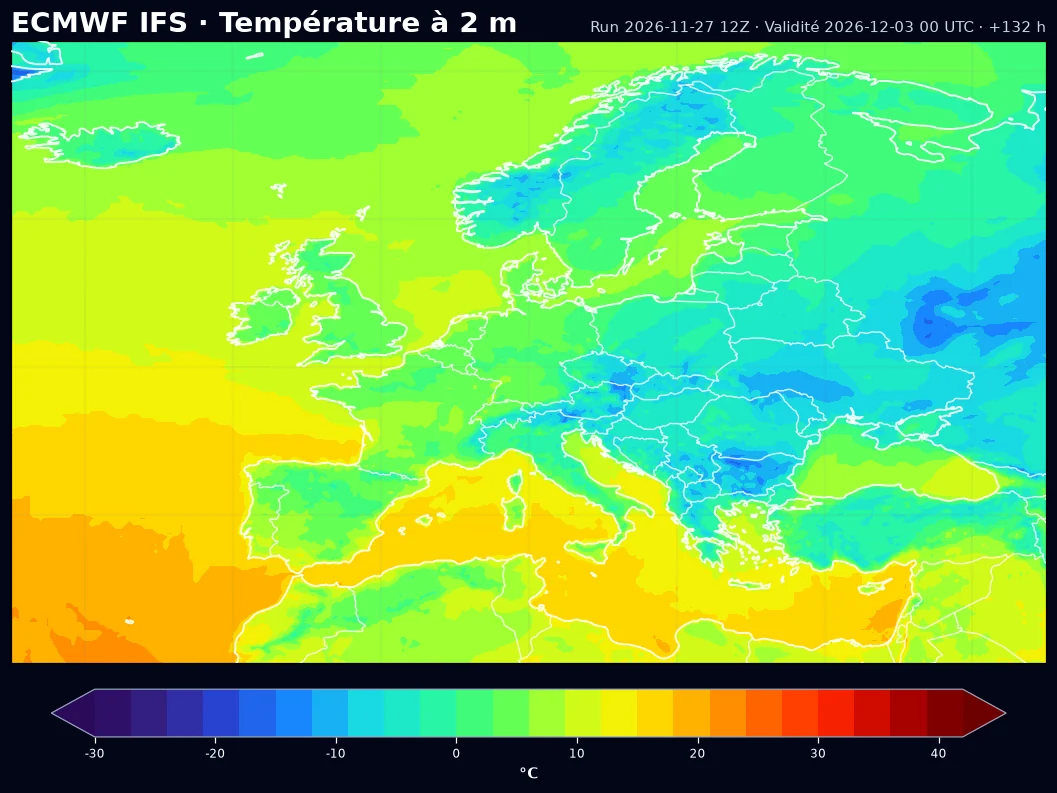 ECMWF IFS · Température à 2 m
Run 2026-11-27 12Z · Validité 2026-12-03 00 UTC · +132 h
-30 -20 -10 0 10 20 30 40
°C